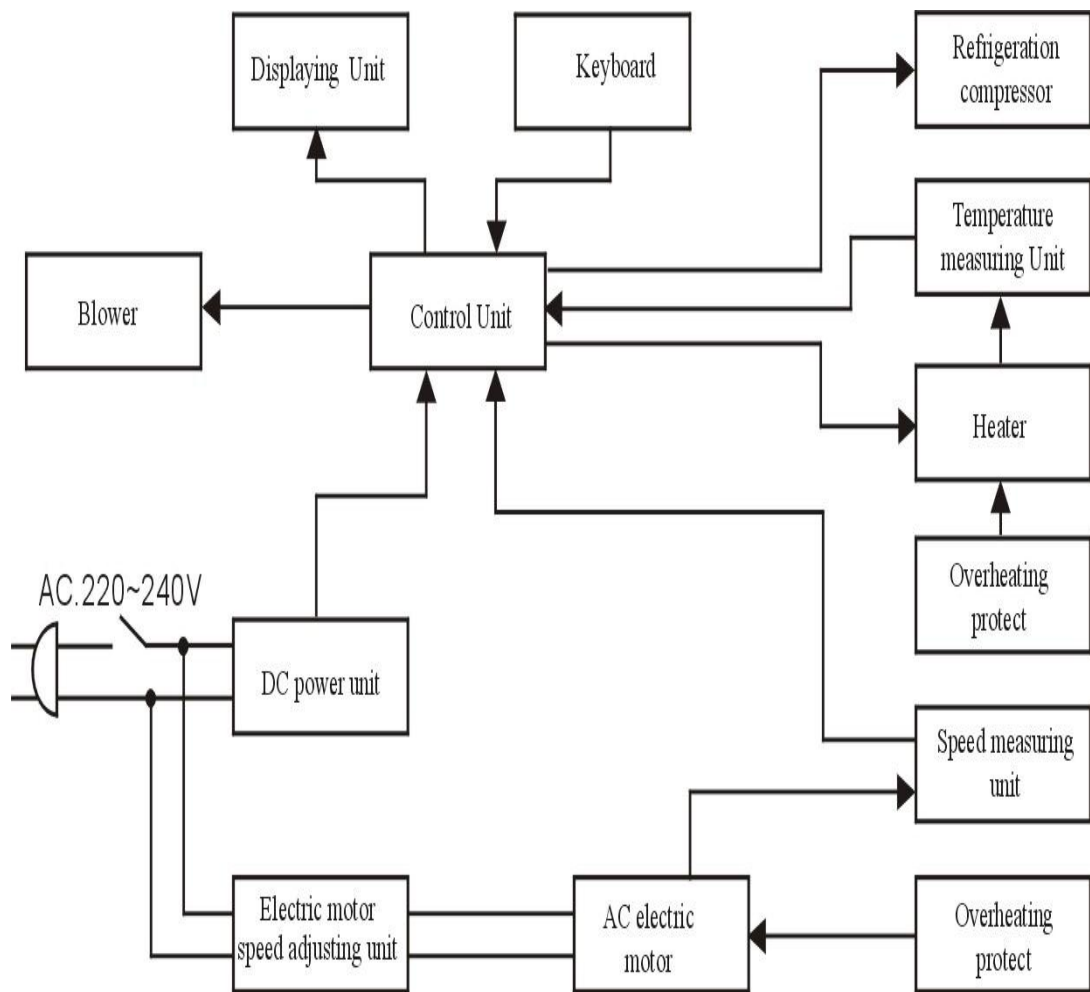 Displaying Unit
Keyboard
Refrigeration
compressor
Temperature
measuring Unit
Blower
Control Unit
Heater
AC.220~240V
Overheating
protect
DC power unit
Speed measuring
unit
Electric motor
speed adjusting unit
AC electric
motor
Overheating
protect